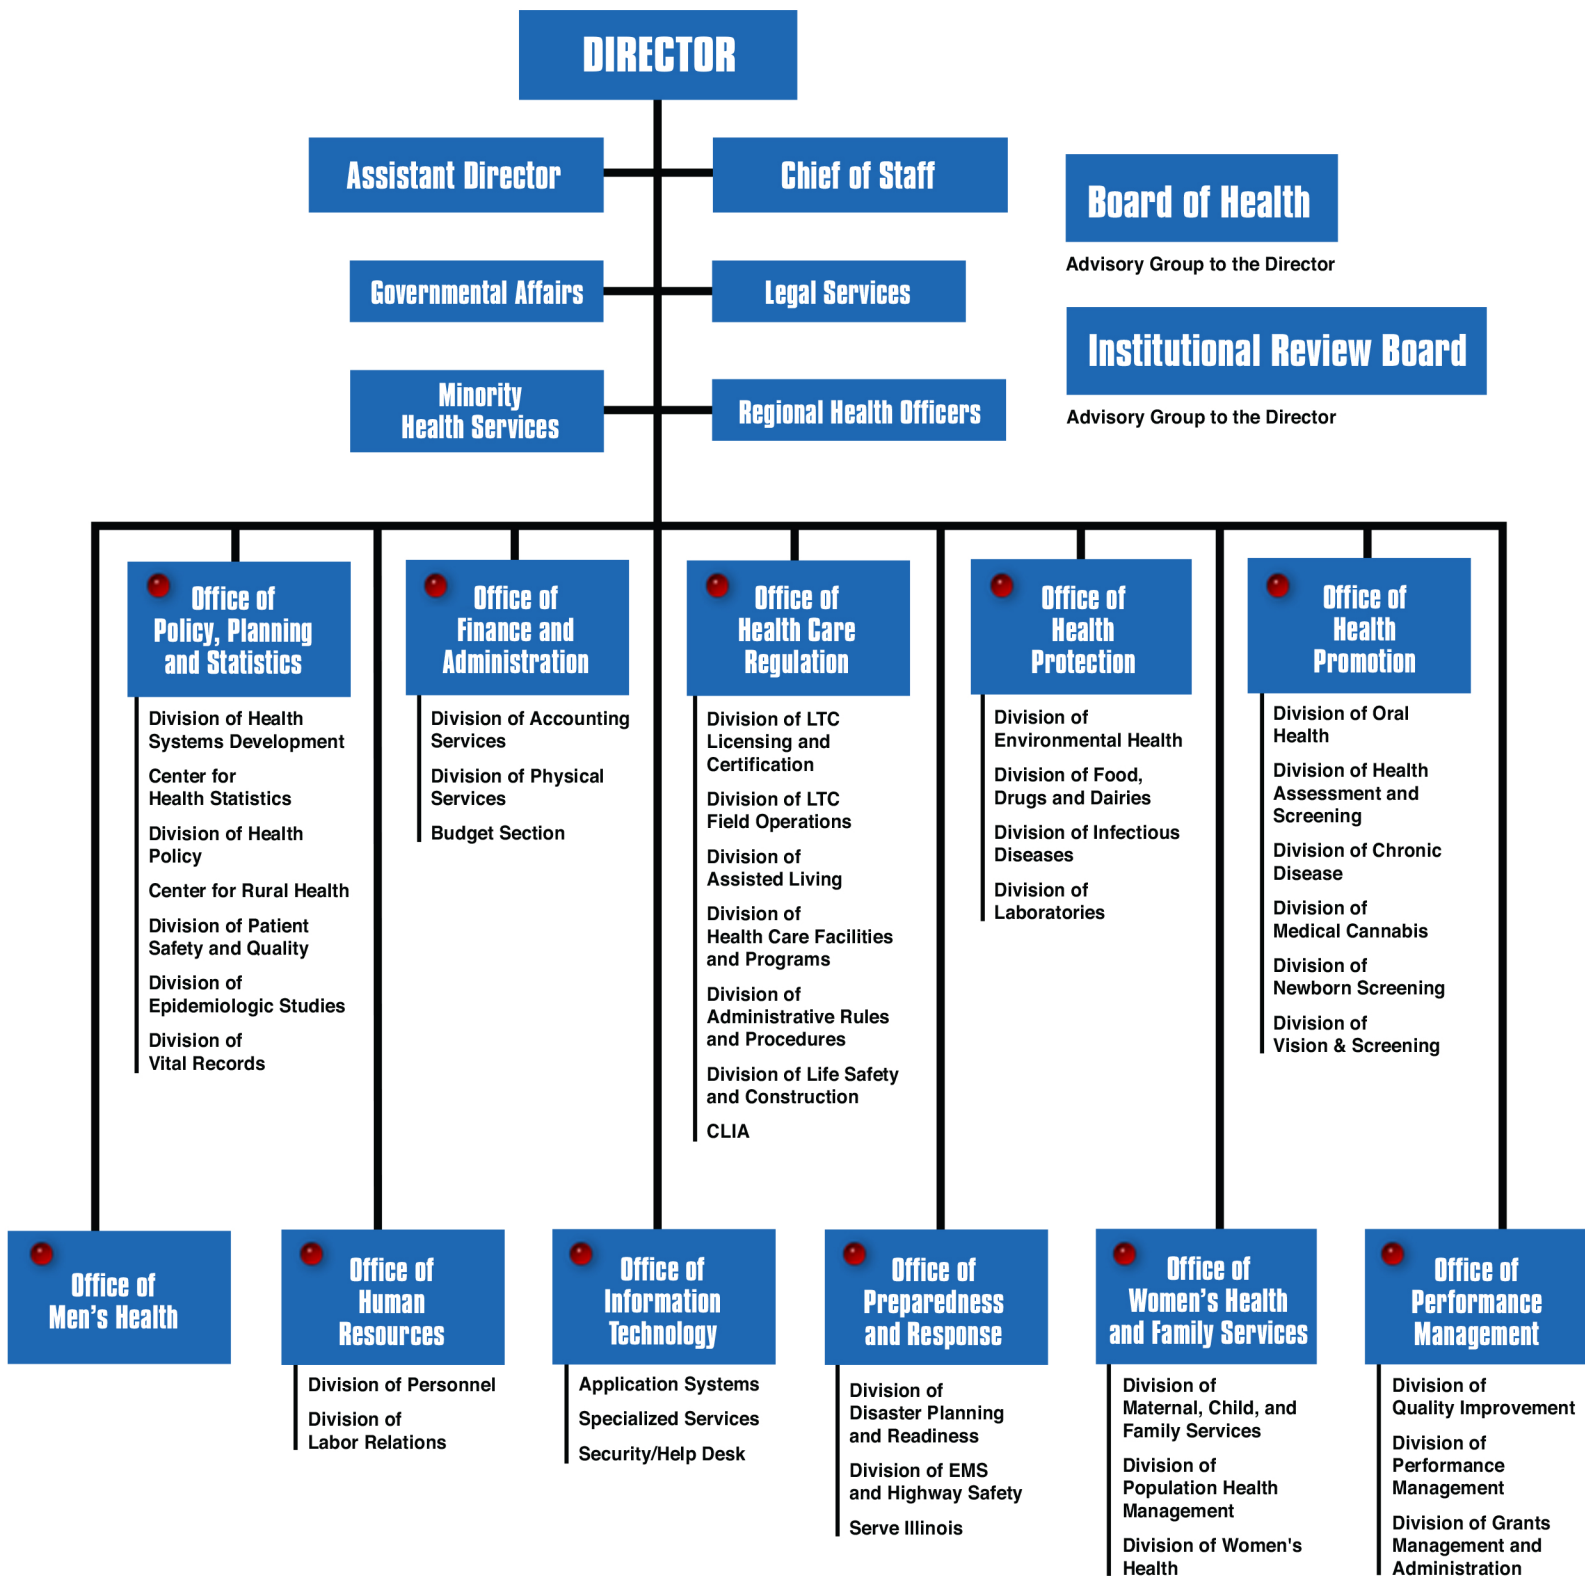 DIRECTOR
Assistant Director
Chief of Staff
Board of Health
Advisory Group to the Director
Governmental Affairs
Legal Services
Institutional Review Board
Advisory Group to the Director
Minority
Health Services
Regional Health Officers
Office of
Policy, Planning
and Statistics
Division of Health
Systems Development
Center for
Health Statistics
Division of Health
Policy
Center for Rural Health
Division of Patient
Safety and Quality
Division of
Epidemiologic Studies
Division of
Vital Records
Office of
Finance and
Administration
Division of Accounting
Services
Division of Physical
Services
Budget Section
Office of
Health Care
Regulation
Division of LTC
Licensing and
Certification
Division of LTC
Field Operations
Division of
Assisted Living
Division of
Health Care Facilities
and Programs
Division of
Administrative Rules
and Procedures
Division of Life Safety
and Construction
CLIA
Office of
Health
Protection
Division of
Environmental Health
Division of Food,
Drugs and Dairies
Division of Infectious
Diseases
Division of
Laboratories
Office of
Health
Promotion
Division of Oral
Health
Division of Health
Assessment and
Screening
Division of Chronic
Disease
Division of
Medical Cannabis
Division of
Newborn Screening
Division of
Vision & Screening
Office of
Men's Health
Office of
Human
Resources
Division of Personnel
Division of
Labor Relations
Office of
Information
Technology
Application Systems
Specialized Services
Security/Help Desk
Office of
Preparedness
and Response
Division of
Disaster Planning
and Readiness
Division of EMS
and Highway Safety
Serve Illinois
Office of
Women's Health
and Family Services
Division of
Maternal, Child, and
Family Services
Division of
Population Health
Management
Division of Women's
Health
Office of
Performance
Management
Division of
Quality Improvement
Division of
Performance
Management
Division of Grants
Management and
Administration